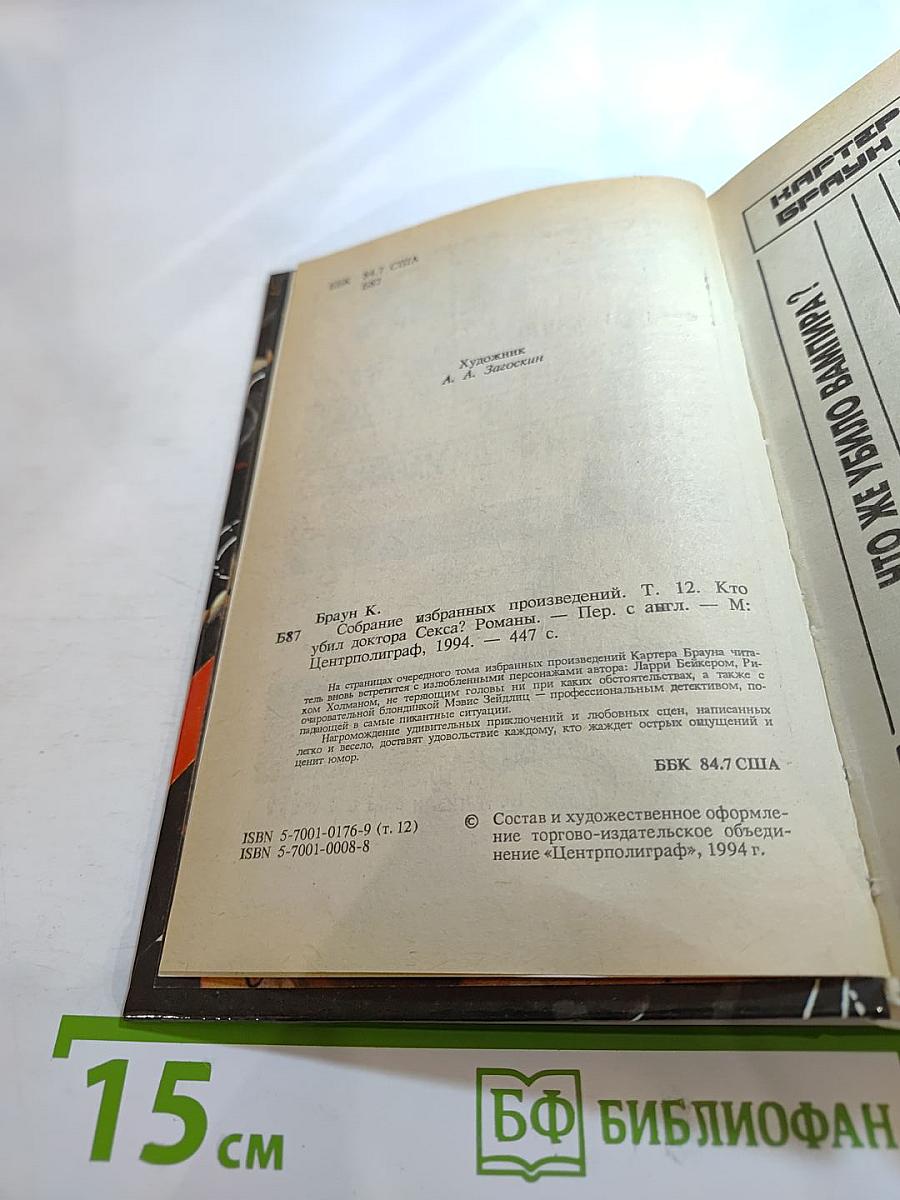 ББК 84.7 США
Б87
Художник
А. А. Загоскин
Браун К.
Б87 Собрание избранных произведений. Т. 12. Кто
убил доктора Секса? Романы. — Пер. с англ. — М:
Центрполиграф, 1994. — 447 с.
На страницах очередного тома избранных произведений Картера Брауна чита-
тель вновь встретится с излюбленными персонажами автора: Ларри Бейкером, Ри-
ком Холманом, не теряющим головы ни при каких обстоятельствах, а также с
очаровательной блондинкой Мэвис Зейдлиц — профессиональным детективом, по-
падающей в самые пикантные ситуации.
Нагромождение удивительных приключений и любовных сцен, написанных
легко и весело, доставят удовольствие каждому, кто жаждет острых ощущений и
ценит юмор.
ББК 84.7 США
ISBN 5-7001-0176-9 (т. 12)
ISBN 5-7001-0008-8
© Состав и художественное оформле-
ние торгово-издательское объеди-
нение «Центрполиграф», 1994 г.
КАРТЕР
БРАУН
ЧТО ЖЕ УБИЛО ВАМПИРА?
15 см
БФ БИБЛИОФАН